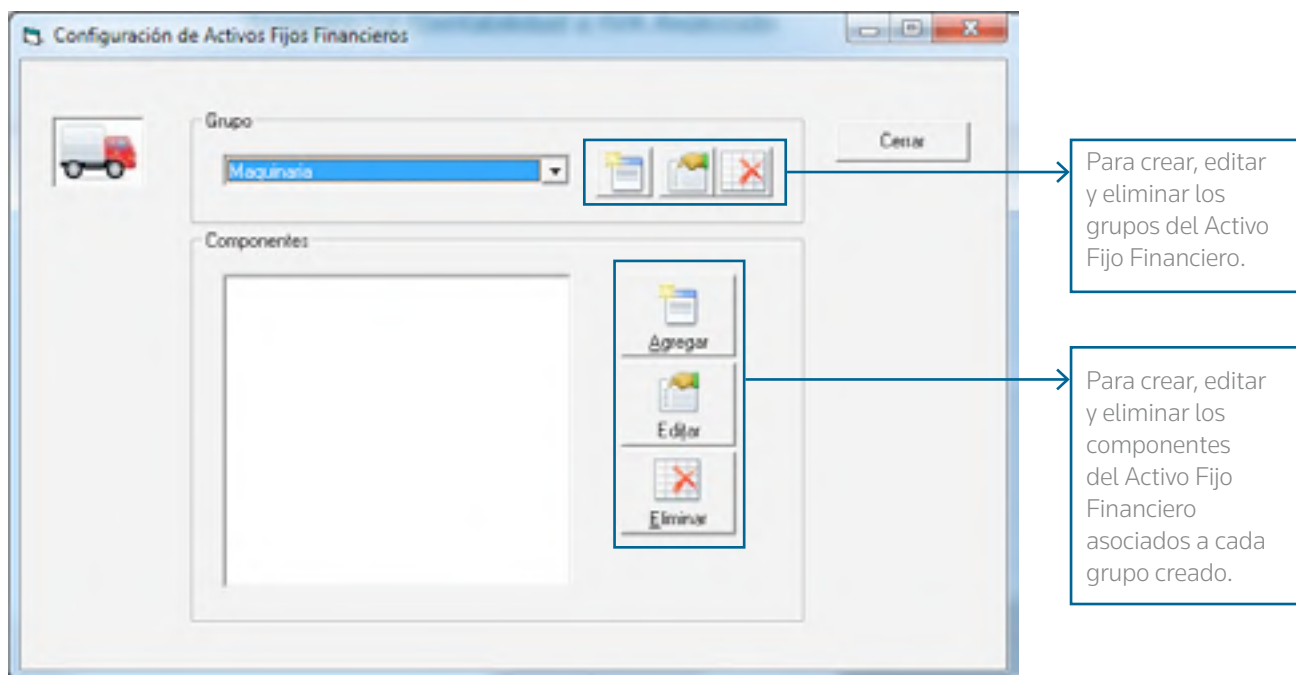 Configuración de Activos Fijos Financieros
Grupo
Maquinaria
Cerrar
Componentes
Agregar
Editar
Eliminar
Para crear, editar
y eliminar los
grupos del Activo
Fijo Financiero.
Para crear, editar
y eliminar los
componentes
del Activo Fijo
Financiero
asociados a cada
grupo creado.